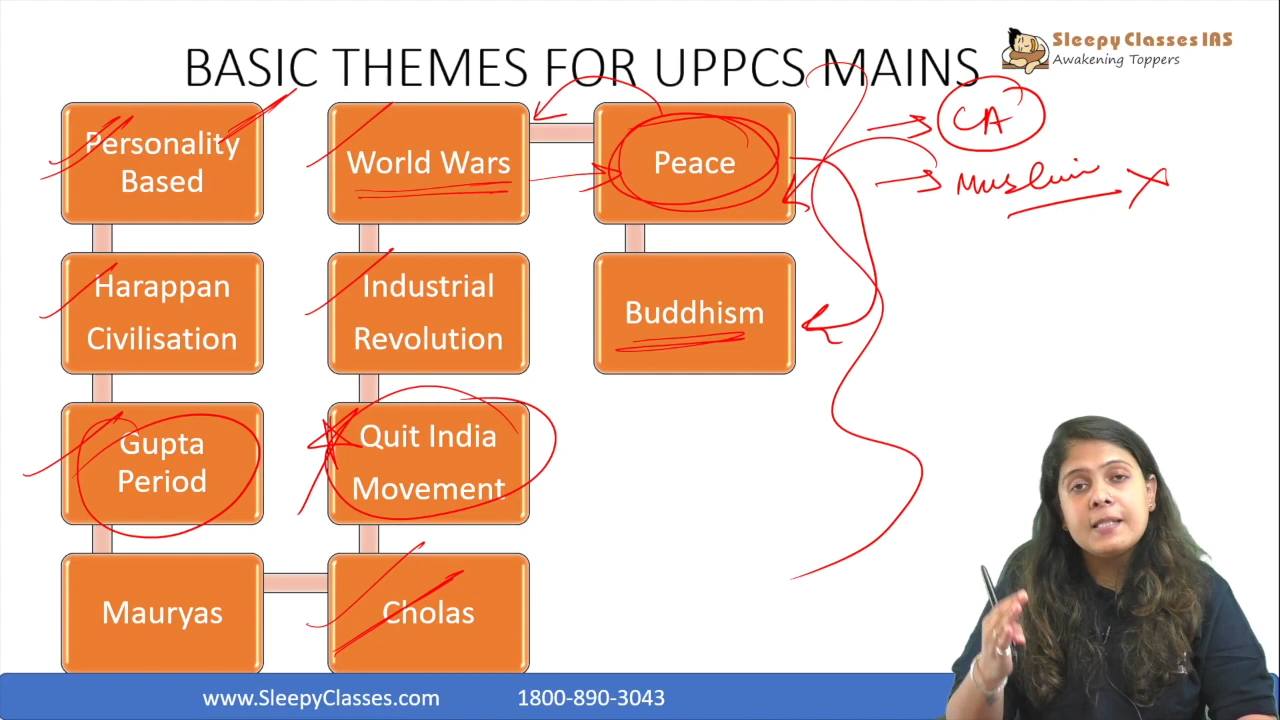 BASIC THEMES FOR UPPCS MAINS
Sleepy Classes IAS
Awakening Toppers
Personality
Based
Harappan
Civilisation
Gupta
Period
Mauryas
World Wars
Industrial
Revolution
Quit India
Movement
Cholas
Peace
Buddhism
CA
Muslim
www.SleepyClasses.com
1800-890-3043